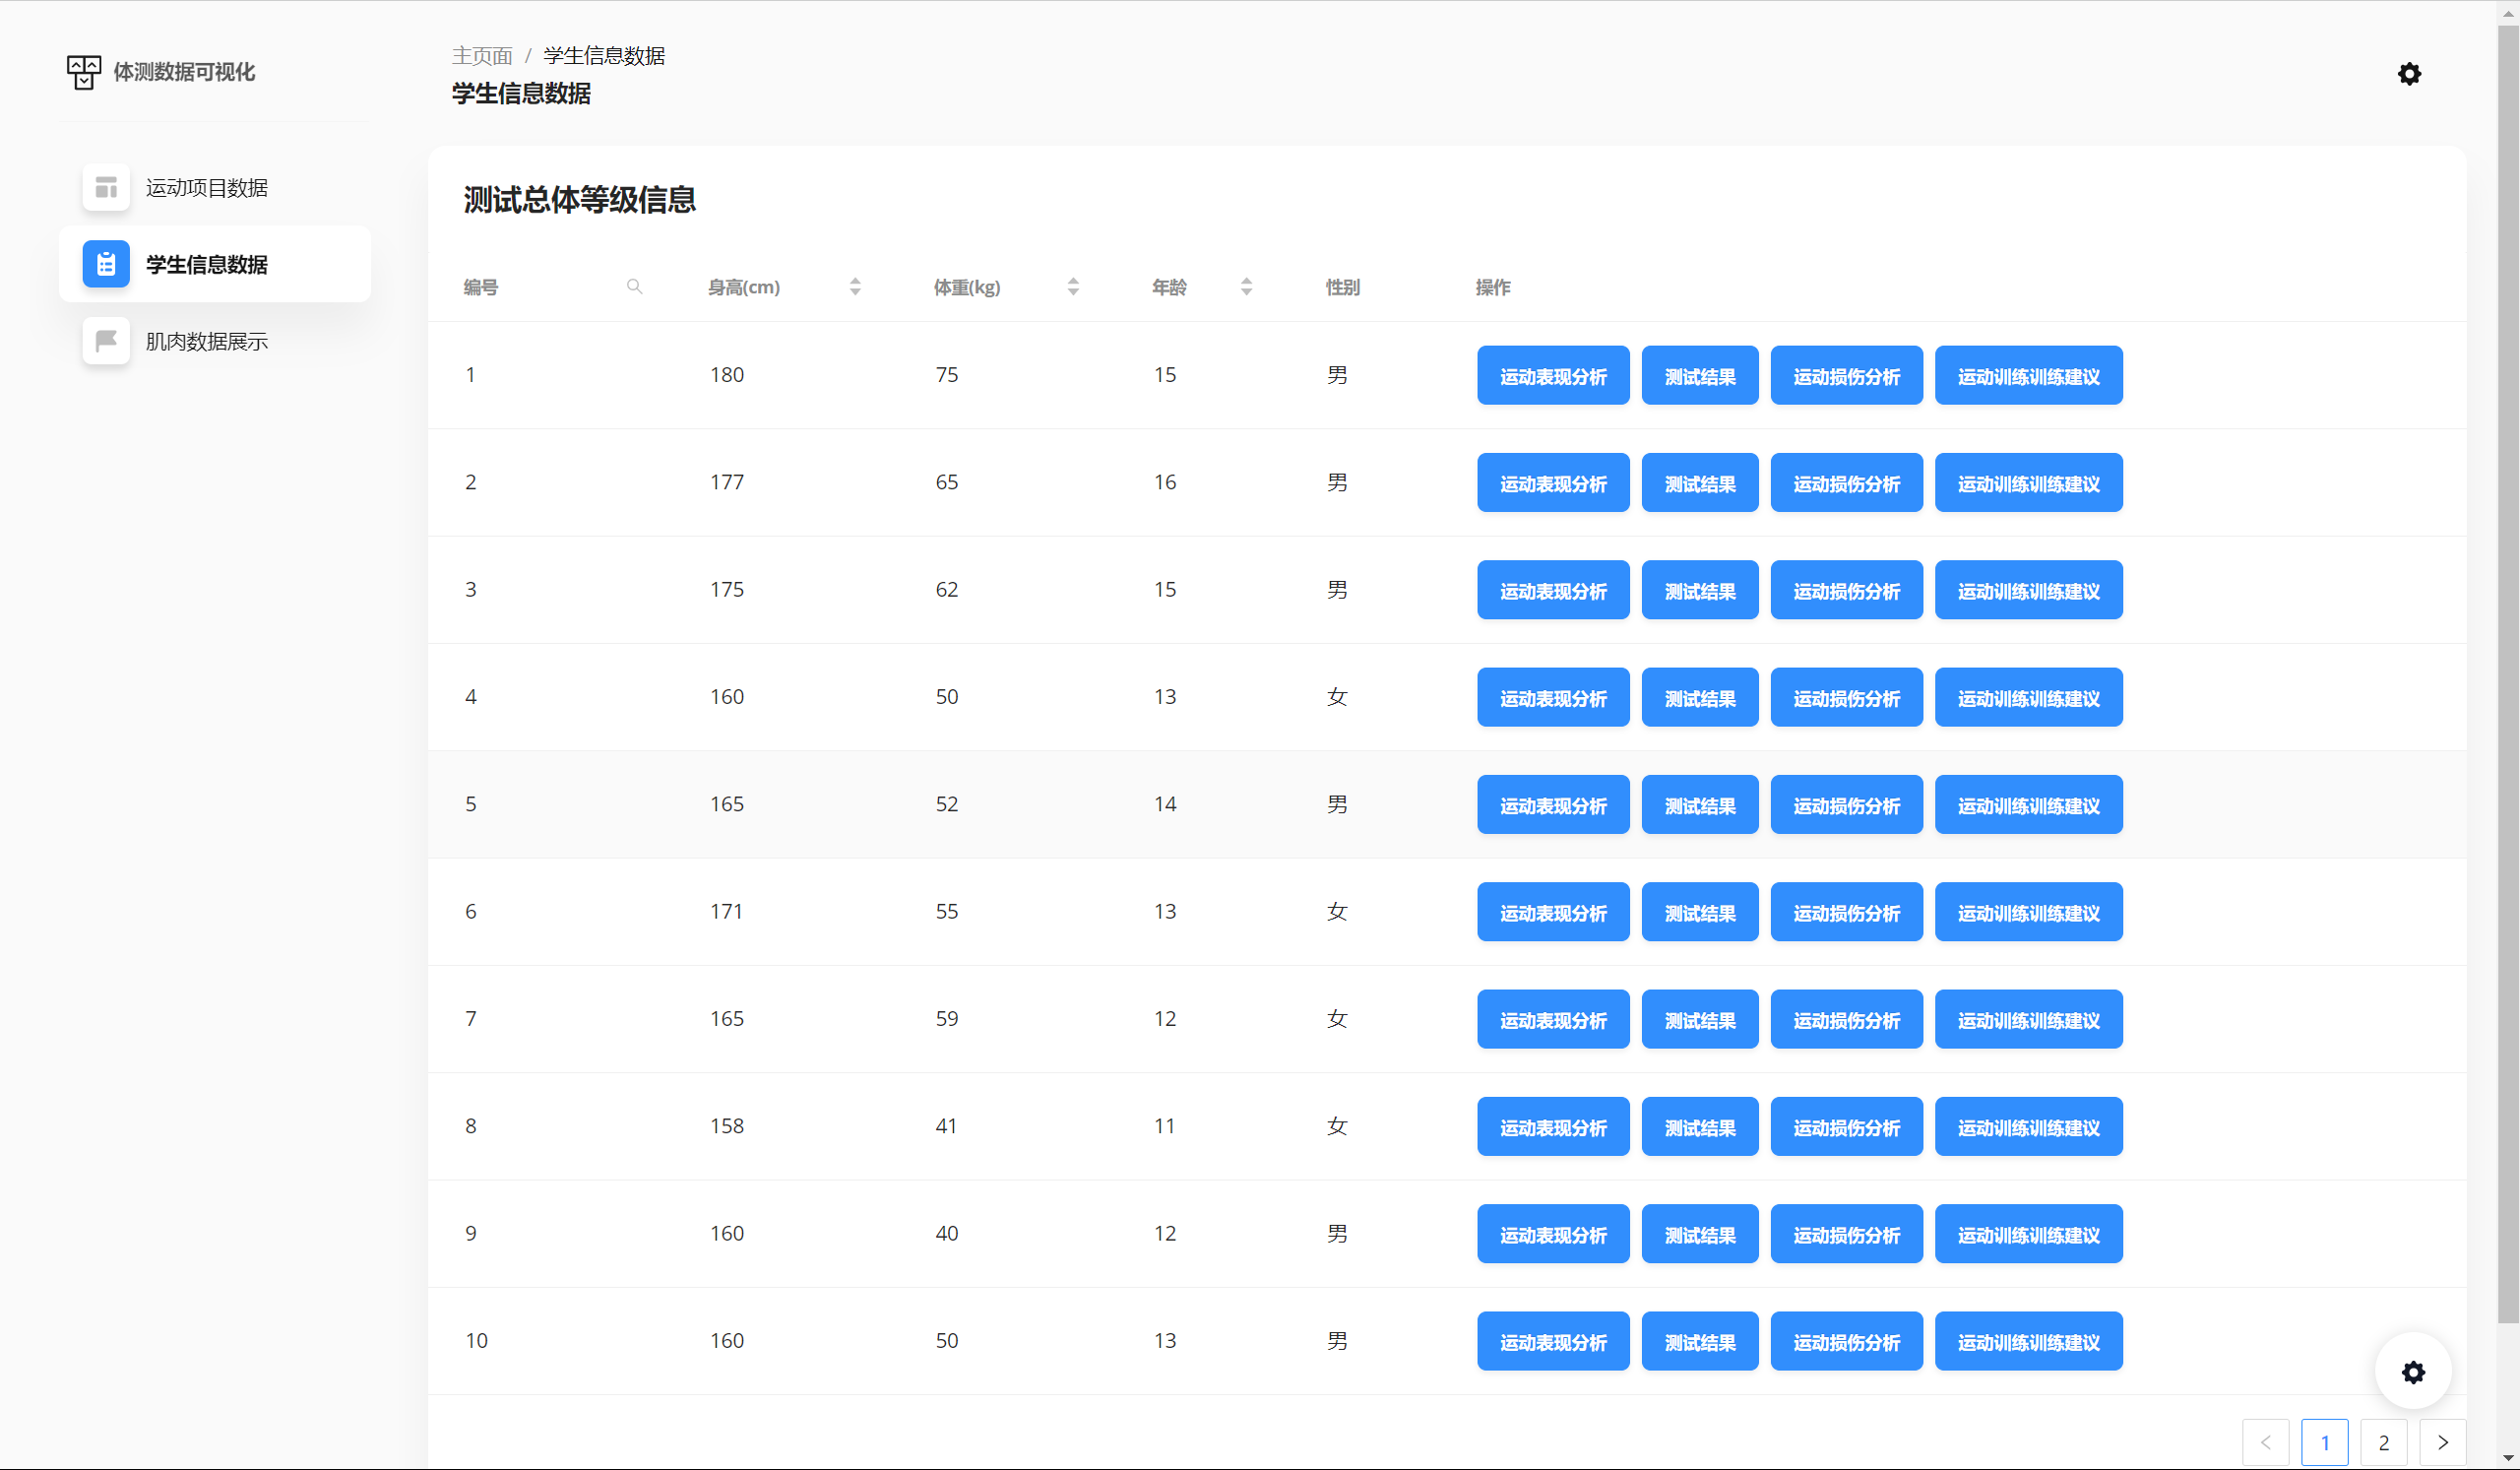 体测数据可视化
主页面 / 学生信息数据
学生信息数据
运动项目数据
学生信息数据
肌肉数据展示
测试总体等级信息
编号 身高(cm) 体重(kg) 年龄 性别 操作
1 180 75 15 男 运动表现分析 测试结果 运动损伤分析 运动训练训练建议
2 177 65 16 男 运动表现分析 测试结果 运动损伤分析 运动训练训练建议
3 175 62 15 男 运动表现分析 测试结果 运动损伤分析 运动训练训练建议
4 160 50 13 女 运动表现分析 测试结果 运动损伤分析 运动训练训练建议
5 165 52 14 男 运动表现分析 测试结果 运动损伤分析 运动训练训练建议
6 171 55 13 女 运动表现分析 测试结果 运动损伤分析 运动训练训练建议
7 165 59 12 女 运动表现分析 测试结果 运动损伤分析 运动训练训练建议
8 158 41 11 女 运动表现分析 测试结果 运动损伤分析 运动训练训练建议
9 160 40 12 男 运动表现分析 测试结果 运动损伤分析 运动训练训练建议
10 160 50 13 男 运动表现分析 测试结果 运动损伤分析 运动训练训练建议
< 1 2 >